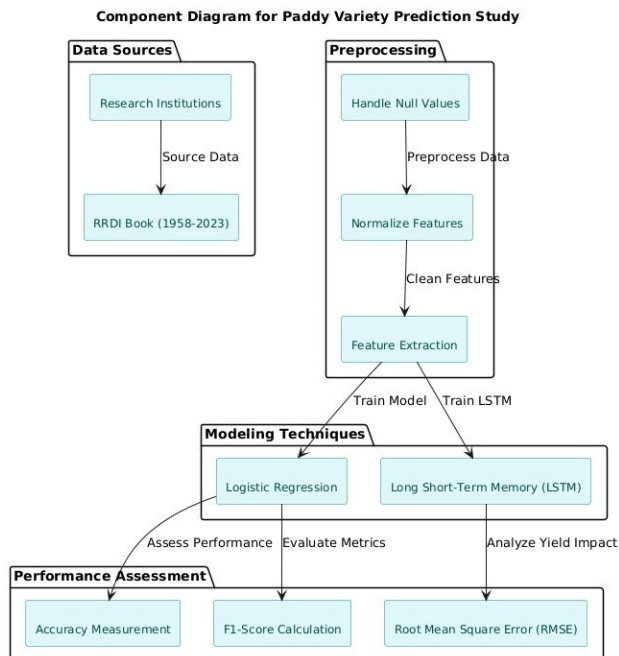 Component Diagram for Paddy Variety Prediction Study
Data Sources
Research Institutions
Source Data
RRDI Book (1958-2023)
Preprocessing
Handle Null Values
Preprocess Data
Normalize Features
Clean Features
Feature Extraction
Train Model
Train LSTM
Modeling Techniques
Logistic Regression
Long Short-Term Memory (LSTM)
Assess Performance
Evaluate Metrics
Analyze Yield Impact
Performance Assessment
Accuracy Measurement
F1-Score Calculation
Root Mean Square Error (RMSE)